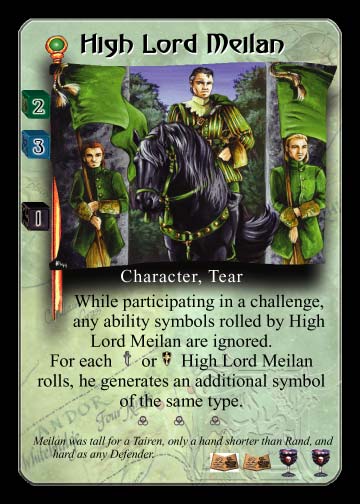 High Lord Meilan
2
3
1
Character, Tear
While participating in a challenge,
any ability symbols rolled by High
Lord Meilan are ignored.
For each or High Lord Meilan
rolls, he generates an additional symbol
of the same type.
ANDOR
Meilan was tall for a Tairen, only a hand shorter than Rand, and
hard as any Defender.